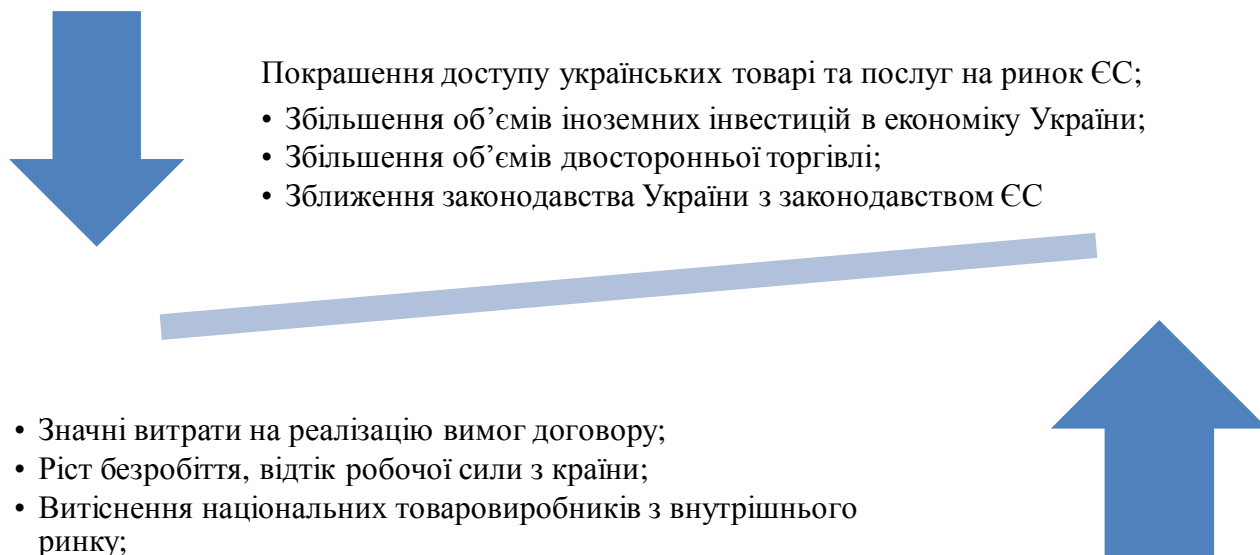 Покрашення доступу українських товарі та послуг на ринок ЄС;
• Збільшення об’ємів іноземних інвестицій в економіку України;
• Збільшення об’ємів двосторонньої торгівлі;
• Зближення законодавства України з законодавством ЄС
• Значні витрати на реалізацію вимог договору;
• Ріст безробіття, відтік робочої сили з країни;
• Витіснення національних товаровиробників з внутрішнього
ринку;